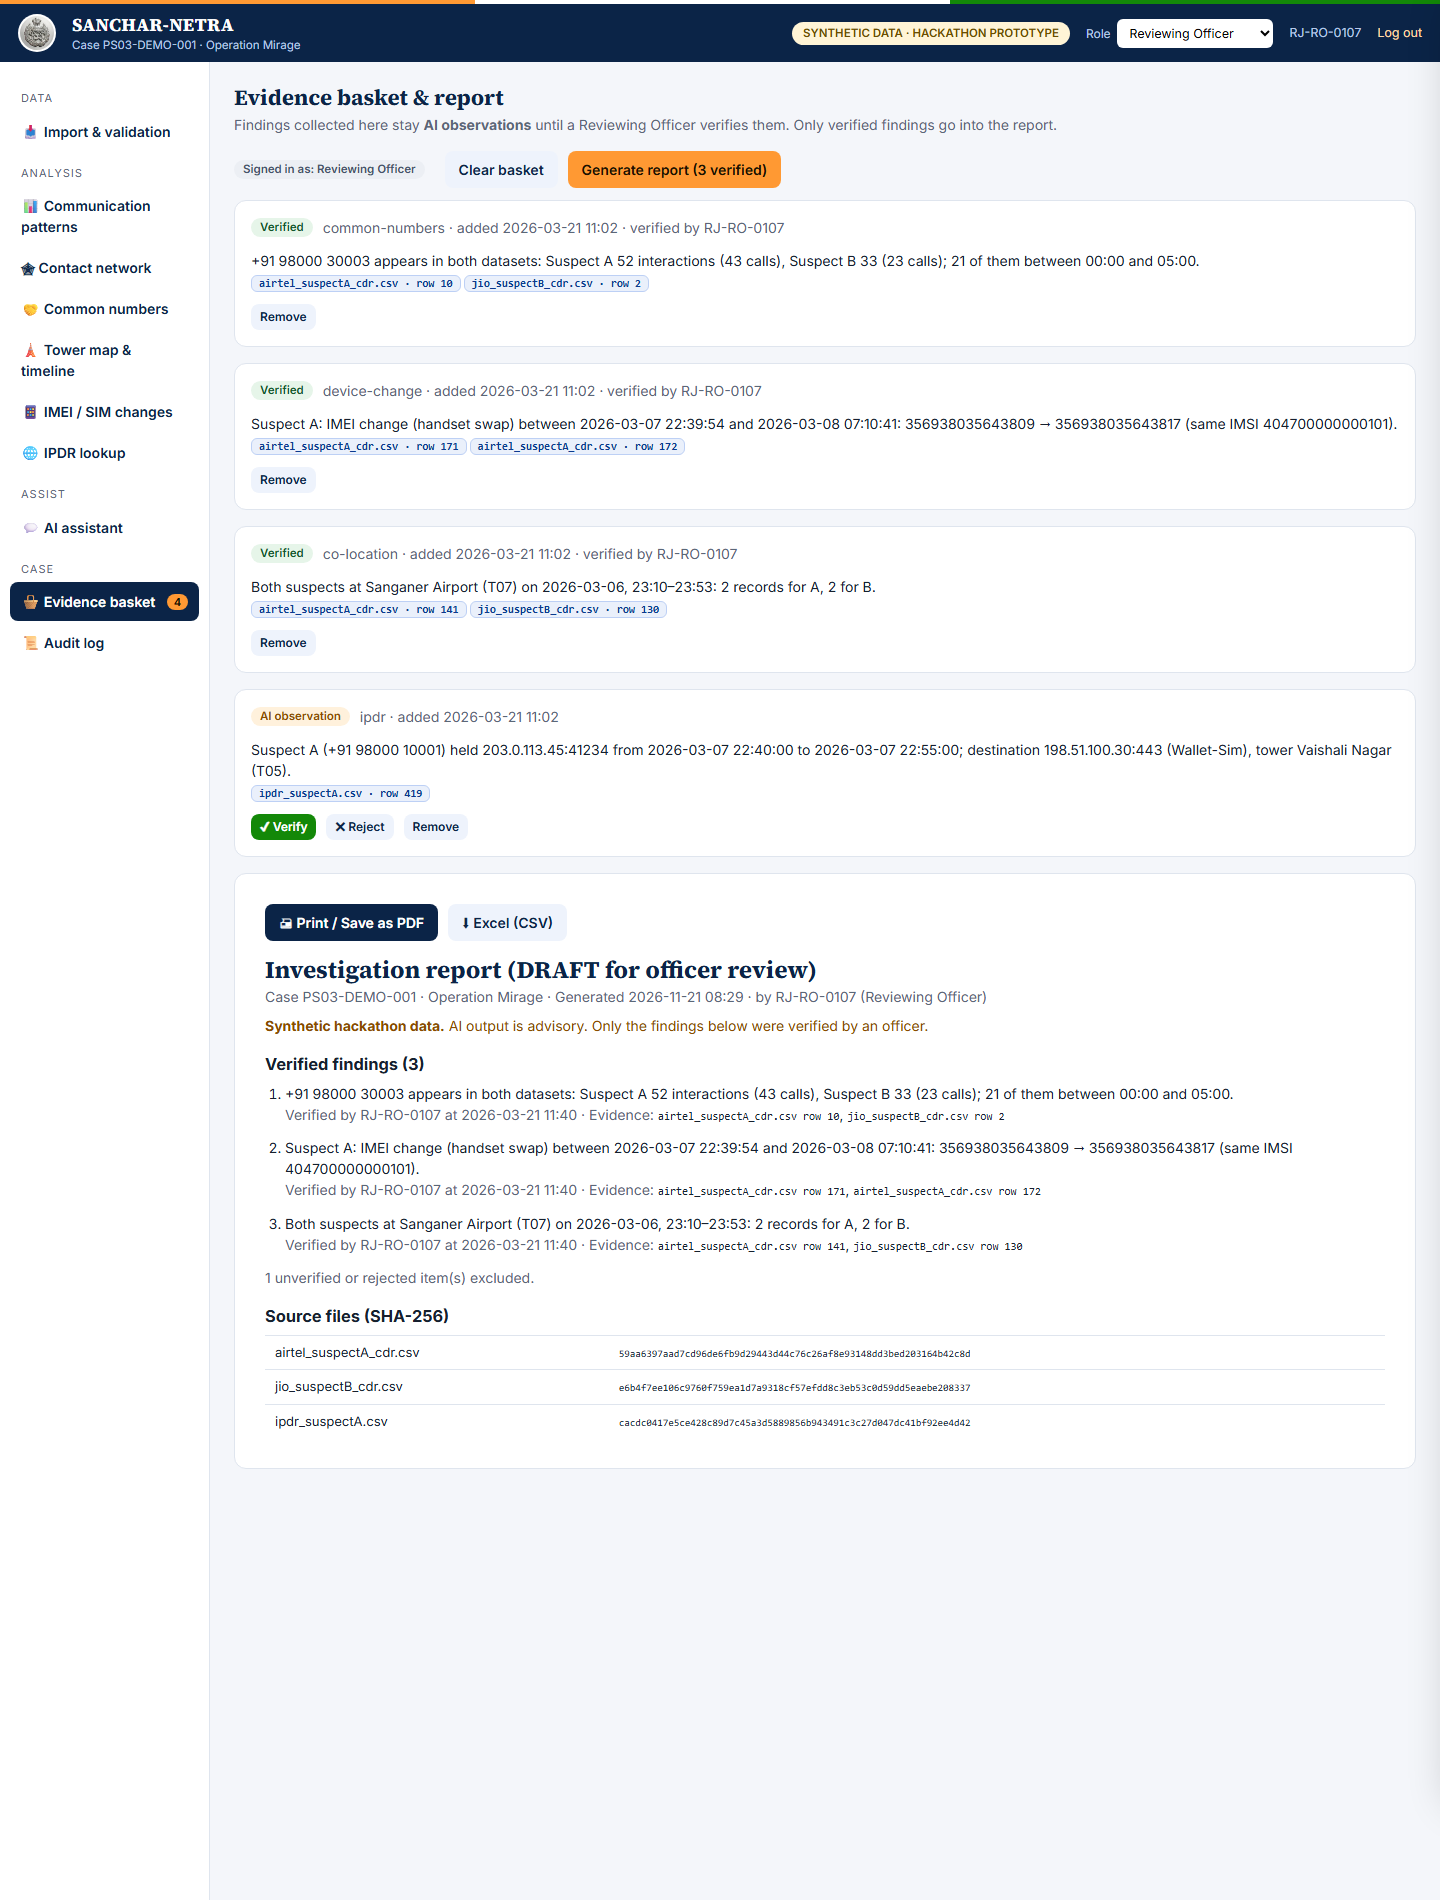 SANCHAR-NETRA
Case PS03-DEMO-001 · Operation Mirage
SYNTHETIC DATA · HACKATHON PROTOTYPE
Role
Reviewing Officer
RJ-RO-0107
Log out
DATA
Import & validation
ANALYSIS
Communication
patterns
Contact network
Common numbers
Tower map &
timeline
IMEI / SIM changes
IPDR lookup
ASSIST
AI assistant
CASE
Evidence basket 4
Audit log
Evidence basket & report
Findings collected here stay AI observations until a Reviewing Officer verifies them. Only verified findings go into the report.
Signed in as: Reviewing Officer
Clear basket
Generate report (3 verified)
Verified common-numbers · added 2026-03-21 11:02 · verified by RJ-RO-0107
+91 98000 30003 appears in both datasets: Suspect A 52 interactions (43 calls), Suspect B 33 (23 calls); 21 of them between 00:00 and 05:00.
airtel_suspectA_cdr.csv · row 10 jio_suspectB_cdr.csv · row 2
Remove
Verified device-change · added 2026-03-21 11:02 · verified by RJ-RO-0107
Suspect A: IMEI change (handset swap) between 2026-03-07 22:39:54 and 2026-03-08 07:10:41: 356938035643809 → 356938035643817 (same IMSI 404700000000101).
airtel_suspectA_cdr.csv · row 171 airtel_suspectA_cdr.csv · row 172
Remove
Verified co-location · added 2026-03-21 11:02 · verified by RJ-RO-0107
Both suspects at Sanganer Airport (T07) on 2026-03-06, 23:10–23:53: 2 records for A, 2 for B.
airtel_suspectA_cdr.csv · row 141 jio_suspectB_cdr.csv · row 130
Remove
AI observation ipdr · added 2026-03-21 11:02
Suspect A (+91 98000 10001) held 203.0.113.45:41234 from 2026-03-07 22:40:00 to 2026-03-07 22:55:00; destination 198.51.100.30:443 (Wallet-Sim), tower Vaishali Nagar
(T05).
ipdr_suspectA.csv · row 419
✔ Verify ✕ Reject Remove
Print / Save as PDF
⬇ Excel (CSV)
Investigation report (DRAFT for officer review)
Case PS03-DEMO-001 · Operation Mirage · Generated 2026-11-21 08:29 · by RJ-RO-0107 (Reviewing Officer)
Synthetic hackathon data. AI output is advisory. Only the findings below were verified by an officer.
Verified findings (3)
1. +91 98000 30003 appears in both datasets: Suspect A 52 interactions (43 calls), Suspect B 33 (23 calls); 21 of them between 00:00 and 05:00.
Verified by RJ-RO-0107 at 2026-03-21 11:40 · Evidence: airtel_suspectA_cdr.csv row 10, jio_suspectB_cdr.csv row 2
2. Suspect A: IMEI change (handset swap) between 2026-03-07 22:39:54 and 2026-03-08 07:10:41: 356938035643809 → 356938035643817 (same IMSI
404700000000101).
Verified by RJ-RO-0107 at 2026-03-21 11:40 · Evidence: airtel_suspectA_cdr.csv row 171, airtel_suspectA_cdr.csv row 172
3. Both suspects at Sanganer Airport (T07) on 2026-03-06, 23:10–23:53: 2 records for A, 2 for B.
Verified by RJ-RO-0107 at 2026-03-21 11:40 · Evidence: airtel_suspectA_cdr.csv row 141, jio_suspectB_cdr.csv row 130
1 unverified or rejected item(s) excluded.
Source files (SHA-256)
airtel_suspectA_cdr.csv 59aa6397aad7cd96de6fb9d29443d44c76c26af8e93148dd3bed203164b42c8d
jio_suspectB_cdr.csv e6b4f7ee106c9760f759ea1d7a9318cf57efdd8c3eb53c0d59dd5eaebe208337
ipdr_suspectA.csv cacdc0417e5ce428c89d7c45a3d5889856b943491c3c27d047dc41bf92ee4d42